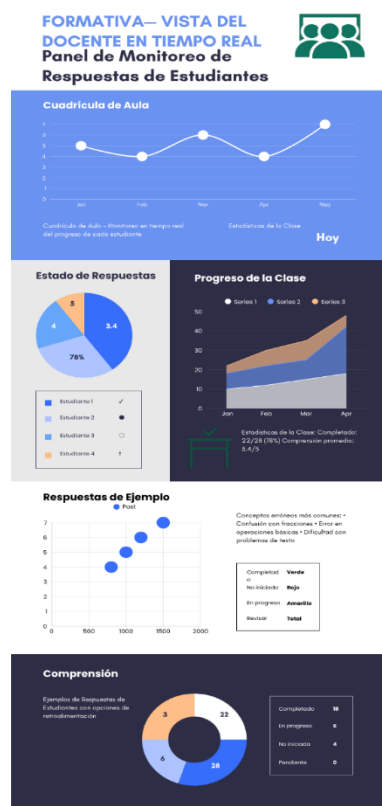 FORMATIVA— VISTA DEL
DOCENTE EN TIEMPO REAL
Panel de Monitoreo de
Respuestas de Estudiantes
Cuadrícula de Aula
7
6
5
4
3
2
1
0
Jan Feb Mar Apr May
Cuadrícula de Aula - Monitoreo en tiempo real
del progreso de cada estudiante
Estadísticas de la Clase
Hoy
Estado de Respuestas
5
4
3.4
78%
Estudiante 1 ✓
Estudiante 2 ●
Estudiante 3 ○
Estudiante 4
Progreso de la Clase
Series 1 Series 2 Series 3
50
40
30
20
10
0
Jan Feb Mar Apr
Estadísticas de la Clase: Completado:
22/28 (78%) Comprensión promedio:
3.4/5
Respuestas de Ejemplo
Post
7
6
5
4
3
2
1
0
0 500 1000 1500 2000
Conceptos erróneos más comunes: •
Confusión con fracciones • Error en
operaciones básicas • Dificultad con
problemas de texto
Completad
o Verde
No iniciado Rojo
En progreso Amarillo
Revisar Total
Comprensión
Ejemplos de Respuestas de
Estudiantes con opciones de
retroalimentación
3
22
6
28
Completado 18
En progreso 5
No iniciado 4
Pendiente 0